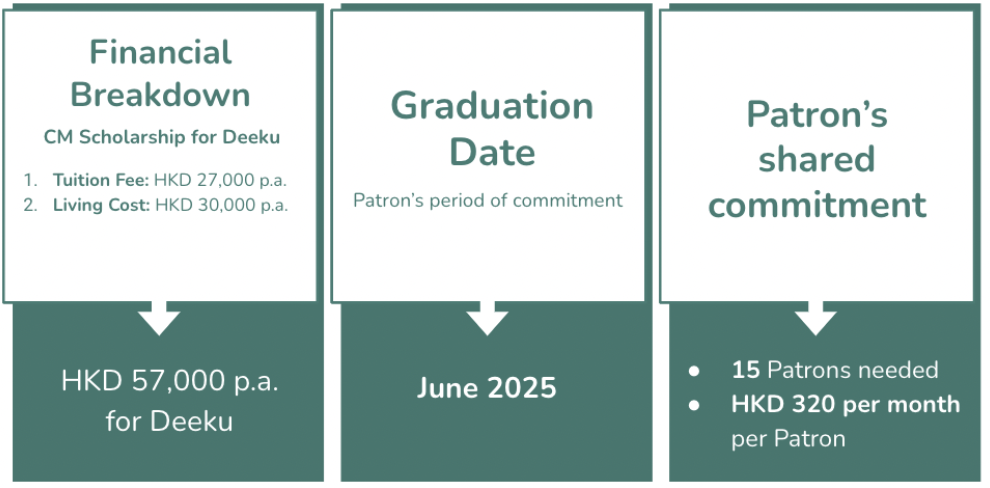 Financial
Breakdown
CM Scholarship for Deeku
1. Tuition Fee: HKD 27,000 p.a.
2. Living Cost: HKD 30,000 p.a.
HKD 57,000 p.a.
for Deeku
Graduation
Date
Patron's period of commitment
June 2025
Patron's
shared
commitment
● 15 Patrons needed
● HKD 320 per month
per Patron